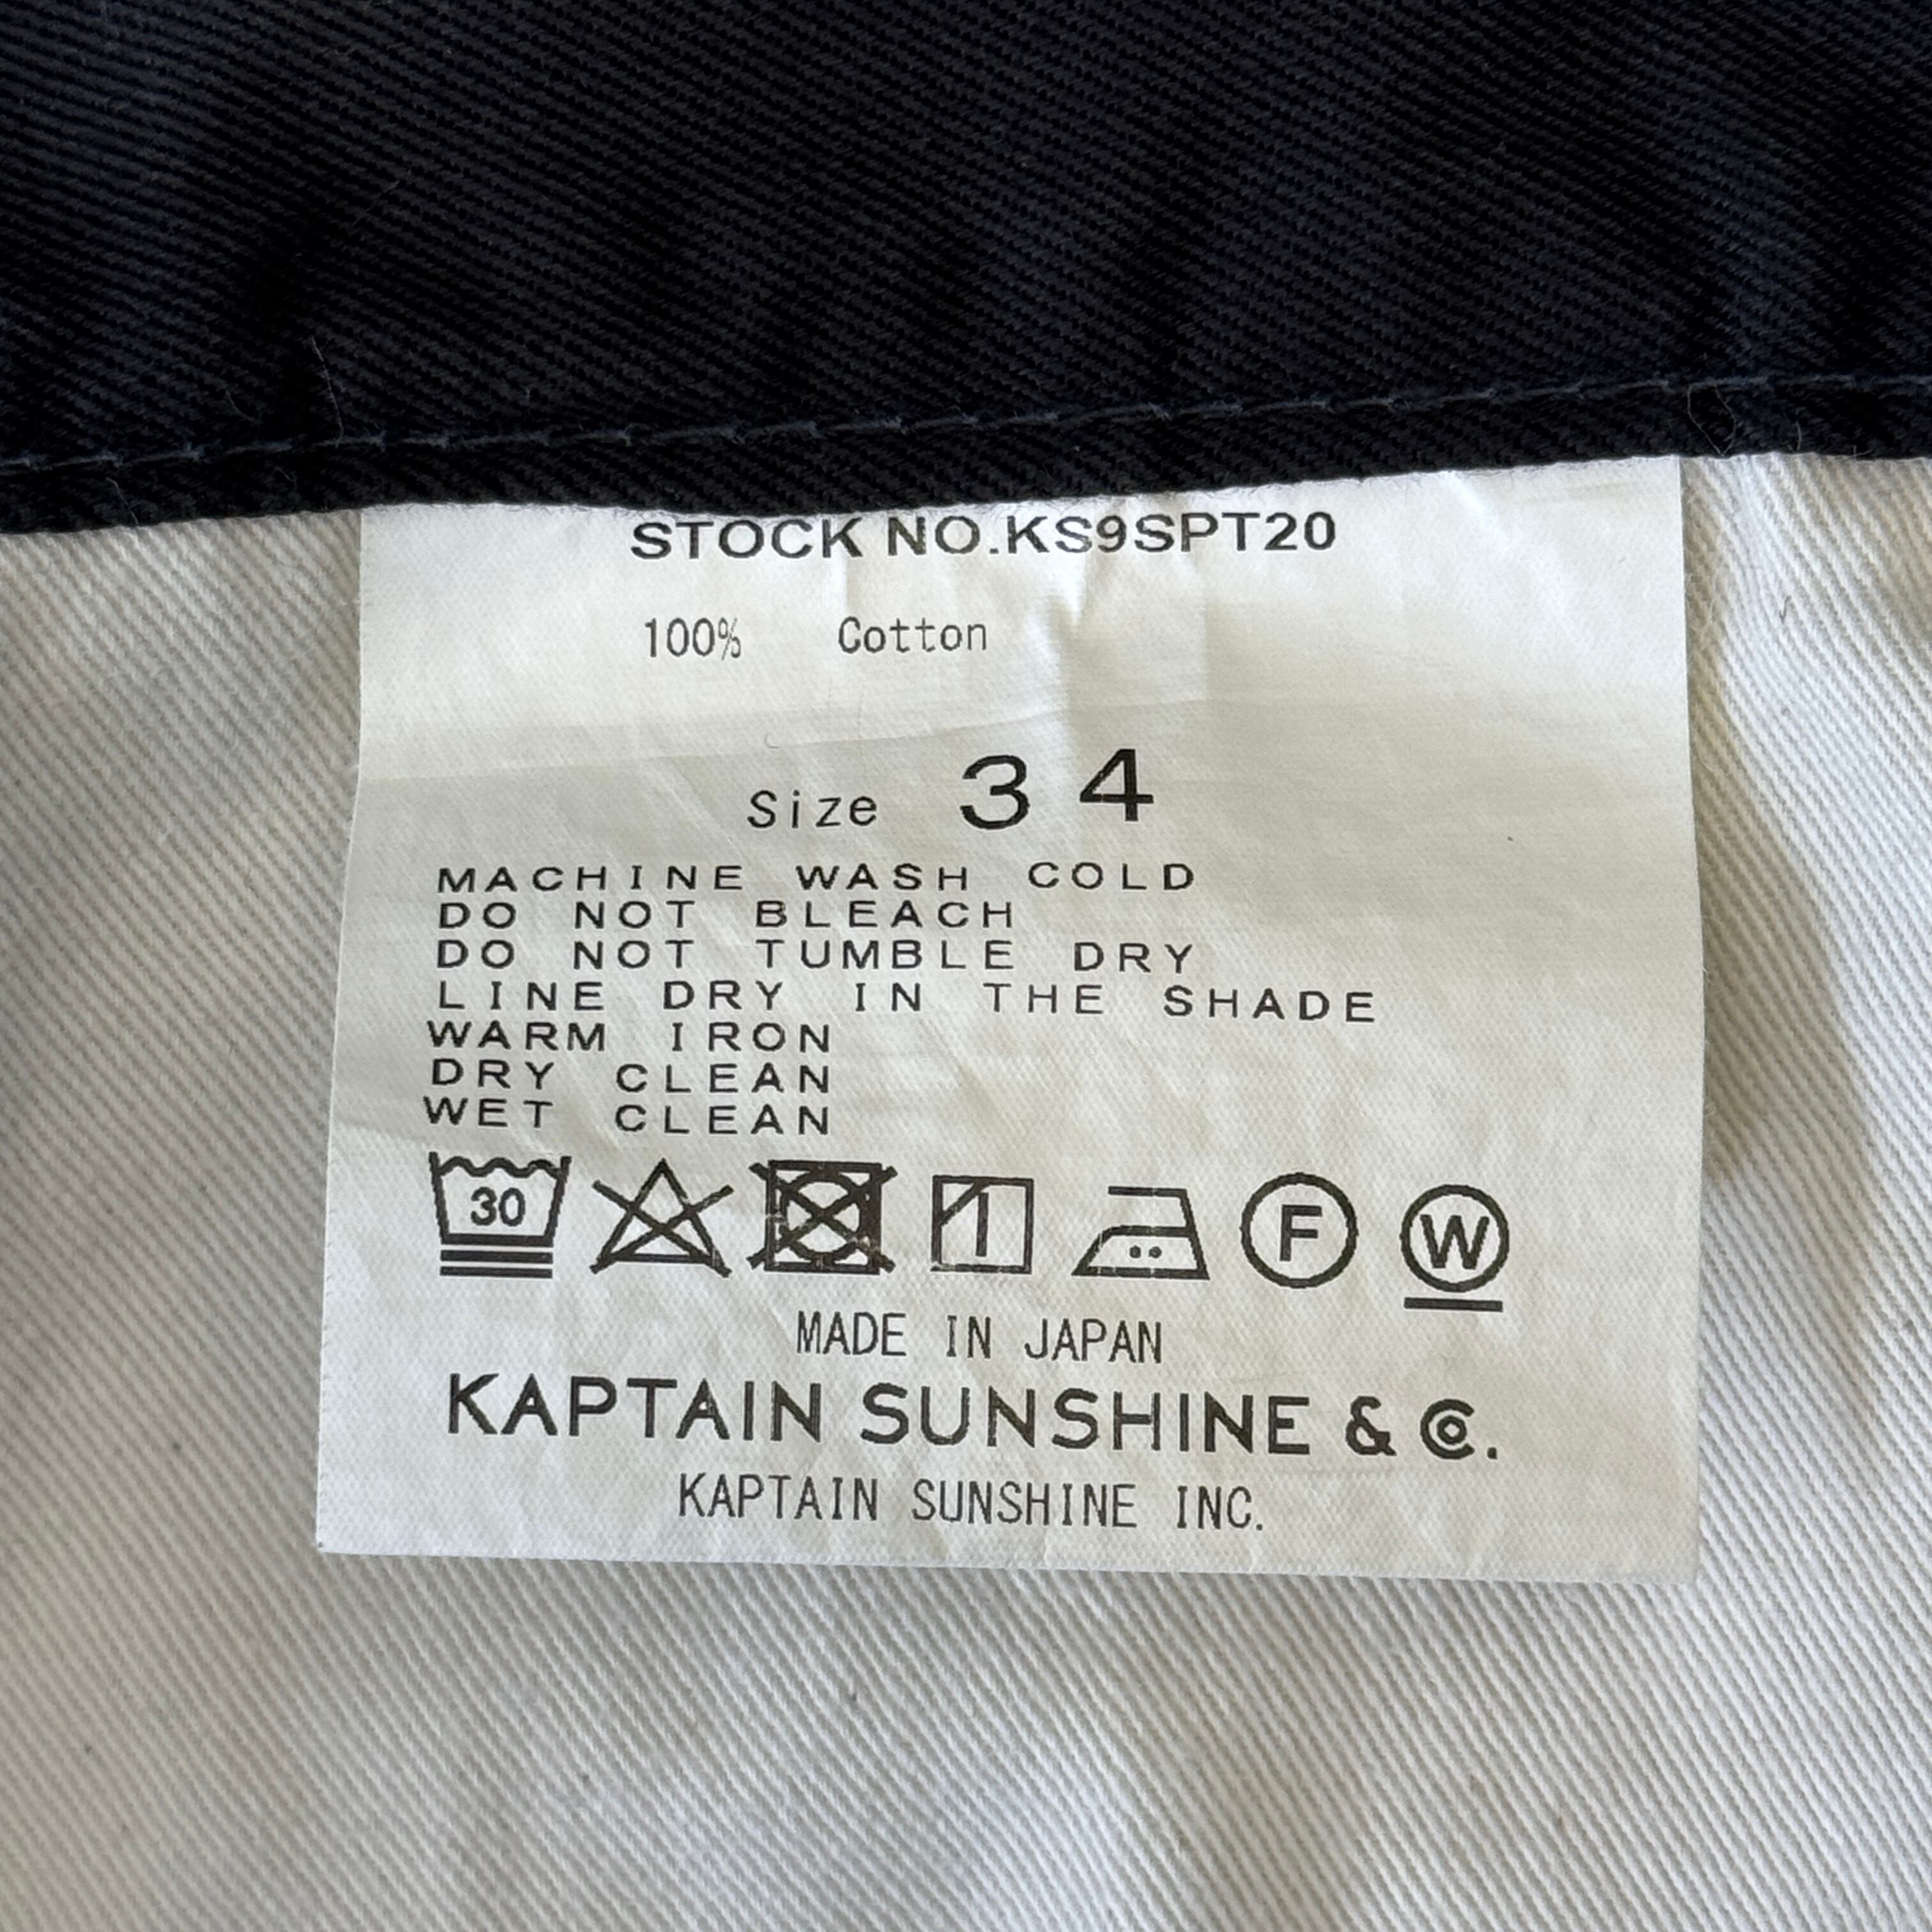 STOCK NO.KS9SPT20
100% Cotton
Size 34
MACHINE WASH COLD
DO NOT BLEACH
DO NOT TUMBLE DRY
LINE DRY IN THE SHADE
WARM IRON
DRY CLEAN
WET CLEAN
30 F W
MADE IN JAPAN
KAPTAIN SUNSHINE & Co.
KAPTAIN SUNSHINE INC.